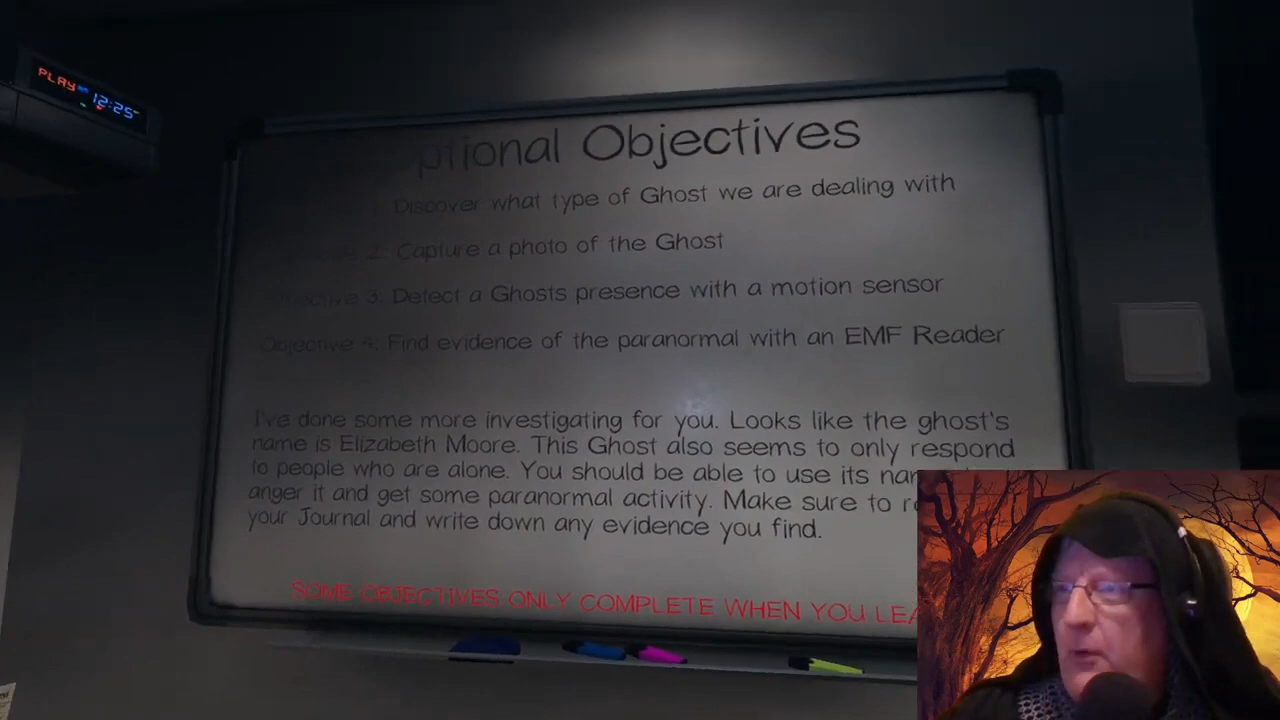 PLAY 12:25
Optional Objectives
Discover what type of Ghost we are dealing with
2: Capture a photo of the Ghost
Objective 3: Detect a Ghosts presence with a motion sensor
Objective 4: Find evidence of the paranormal with an EMF Reader
I've done some more investigating for you. Looks like the ghost's
name is Elizabeth Moore. This Ghost also seems to only respond
to people who are alone. You should be able to use its
anger it and get some paranormal activity. Make sure to
your Journal and write down any evidence you find.
SOME OBJECTIVES ONLY COMPLETE WHEN YOU